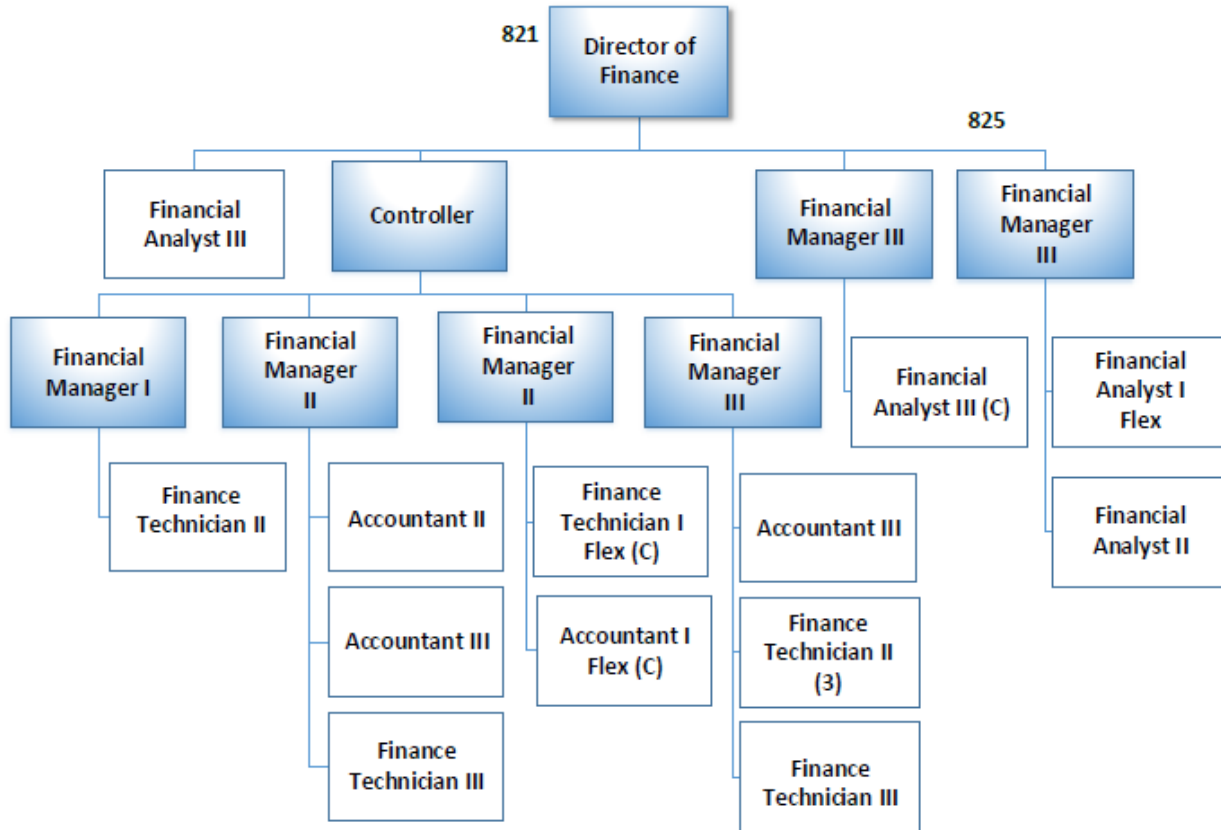 821
Director of
Finance
825
Financial
Analyst III
Controller
Financial
Manager III
Financial
Manager
III
Financial
Manager I
Financial
Manager
II
Financial
Manager
II
Financial
Manager
III
Financial
Analyst III (C)
Financial
Analyst I
Flex
Finance
Technician II
Accountant II
Finance
Technician I
Flex (C)
Accountant III
Financial
Analyst II
Accountant III
Accountant I
Flex (C)
Finance
Technician II
(3)
Finance
Technician III
Finance
Technician III